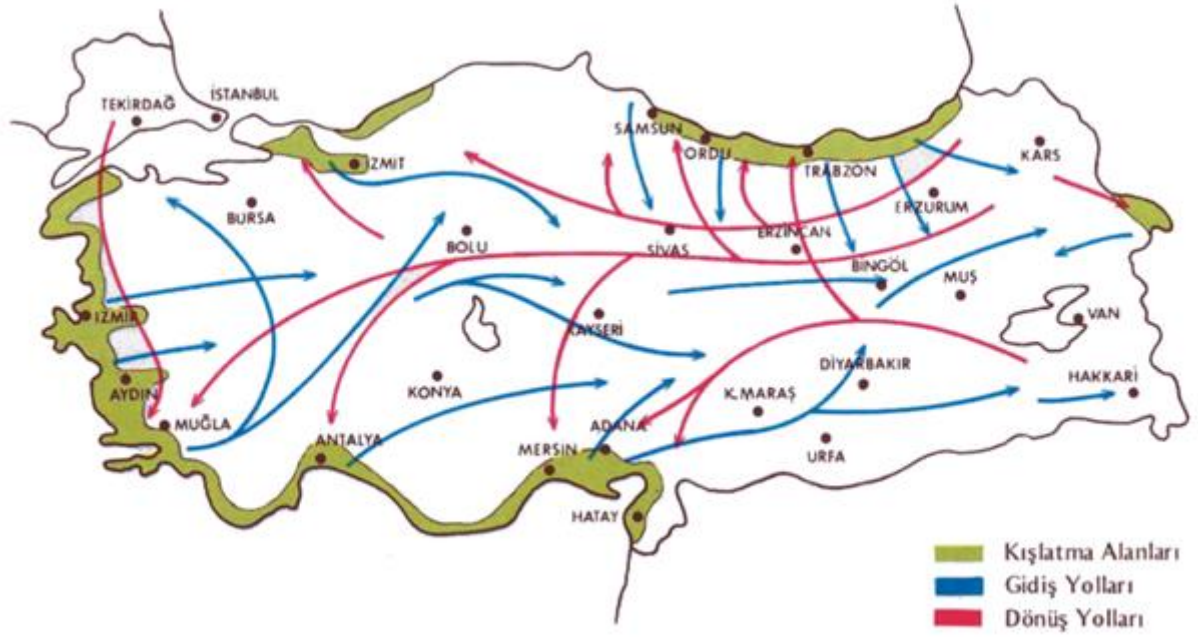 İSTANBUL
TEKİRDAĞ
SAMSUN
ORDU
TRABZON
KARS
İZMİT
BURSA
ERZURUM
BOLU
SİVAS
ERZİNCAN
BİNGÖL
MUŞ
VAN
İZMİR
KAYSERİ
DİYARBAKIR
HAKKARİ
AYDIN
KONYA
K.MARAŞ
MUĞLA
ANTALYA
MERSİN
ADANA
URFA
HATAY
Kışlatma Alanları
Gidiş Yolları
Dönüş Yolları